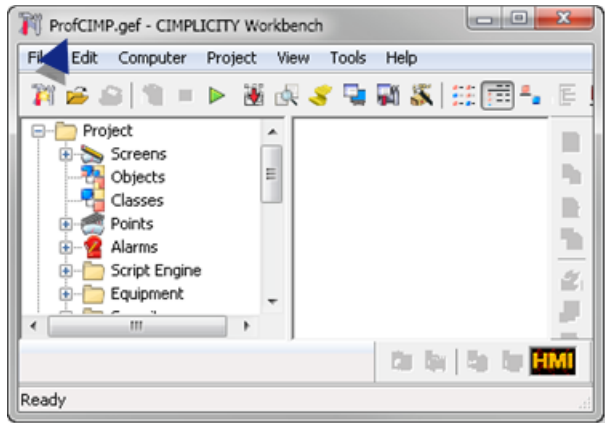 ProfCIMP.gef - CIMPLICITY Workbench
Edit Computer Project View Tools Help
Project
Screens
Objects
Classes
Points
Alarms
Script Engine
Equipment
HMI
Ready